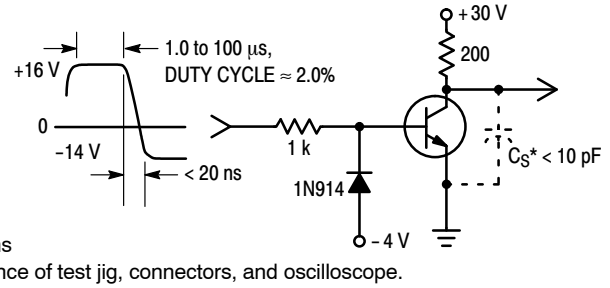 +30 V
200
1.0 to 100 μs,
DUTY CYCLE ≈ 2.0%
+16 V
0
-14 V
< 20 ns
1 k
1N914
CS* < 10 pF
-4 V
of test jig, connectors, and oscilloscope.